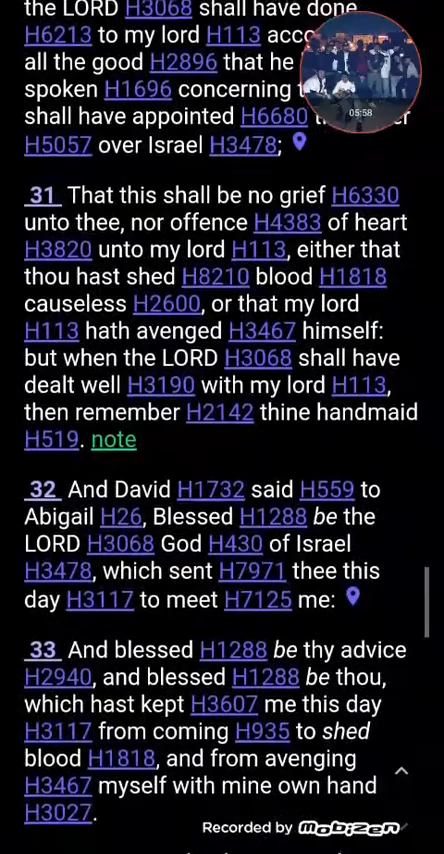 the LORD H3068 shall have done
H6213 to my lord H113
all the good H2896 that he
spoken H1696 concerning
shall have appointed H6680
H5057 over Israel H3478;
05:58
31 That this shall be no grief H6330
unto thee, nor offence H4383 of heart
H3820 unto my lord H113, either that
thou hast shed H8210 blood H1818
causeless H2600, or that my lord
H113 hath avenged H3467 himself:
but when the LORD H3068 shall have
dealt well H3190 with my lord H113,
then remember H2142 thine handmaid
H519. note
32 And David H1732 said H559 to
Abigail H26, Blessed H1288 be the
LORD H3068 God H430 of Israel
H3478, which sent H7971 thee this
day H3117 to meet H7125 me:
33 And blessed H1288 be thy advice
H2940, and blessed H1288 be thou,
which hast kept H3607 me this day
H3117 from coming H935 to shed
blood H1818, and from avenging
H3467 myself with mine own hand
H3027.
Recorded by mobizen